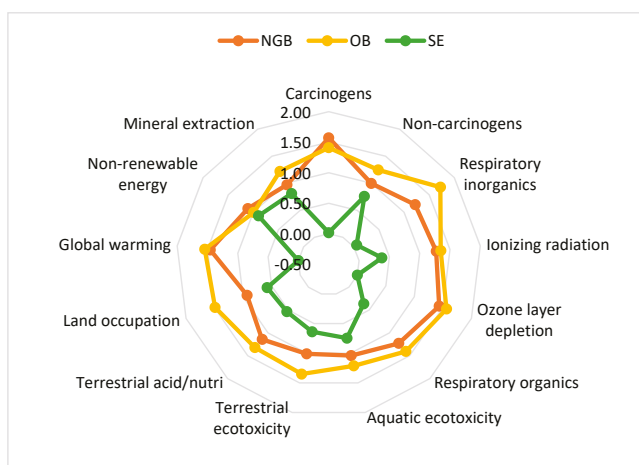 NGB OB SE
Carcinogens
2.00
1.50
1.00
0.50
0.00
-0.50
Non-carcinogens
Respiratory
inorganics
Ionizing radiation
Ozone layer
depletion
Respiratory organics
Aquatic ecotoxicity
Terrestrial
ecotoxicity
Terrestrial acid/nutri
Land occupation
Global warming
Non-renewable
energy
Mineral extraction